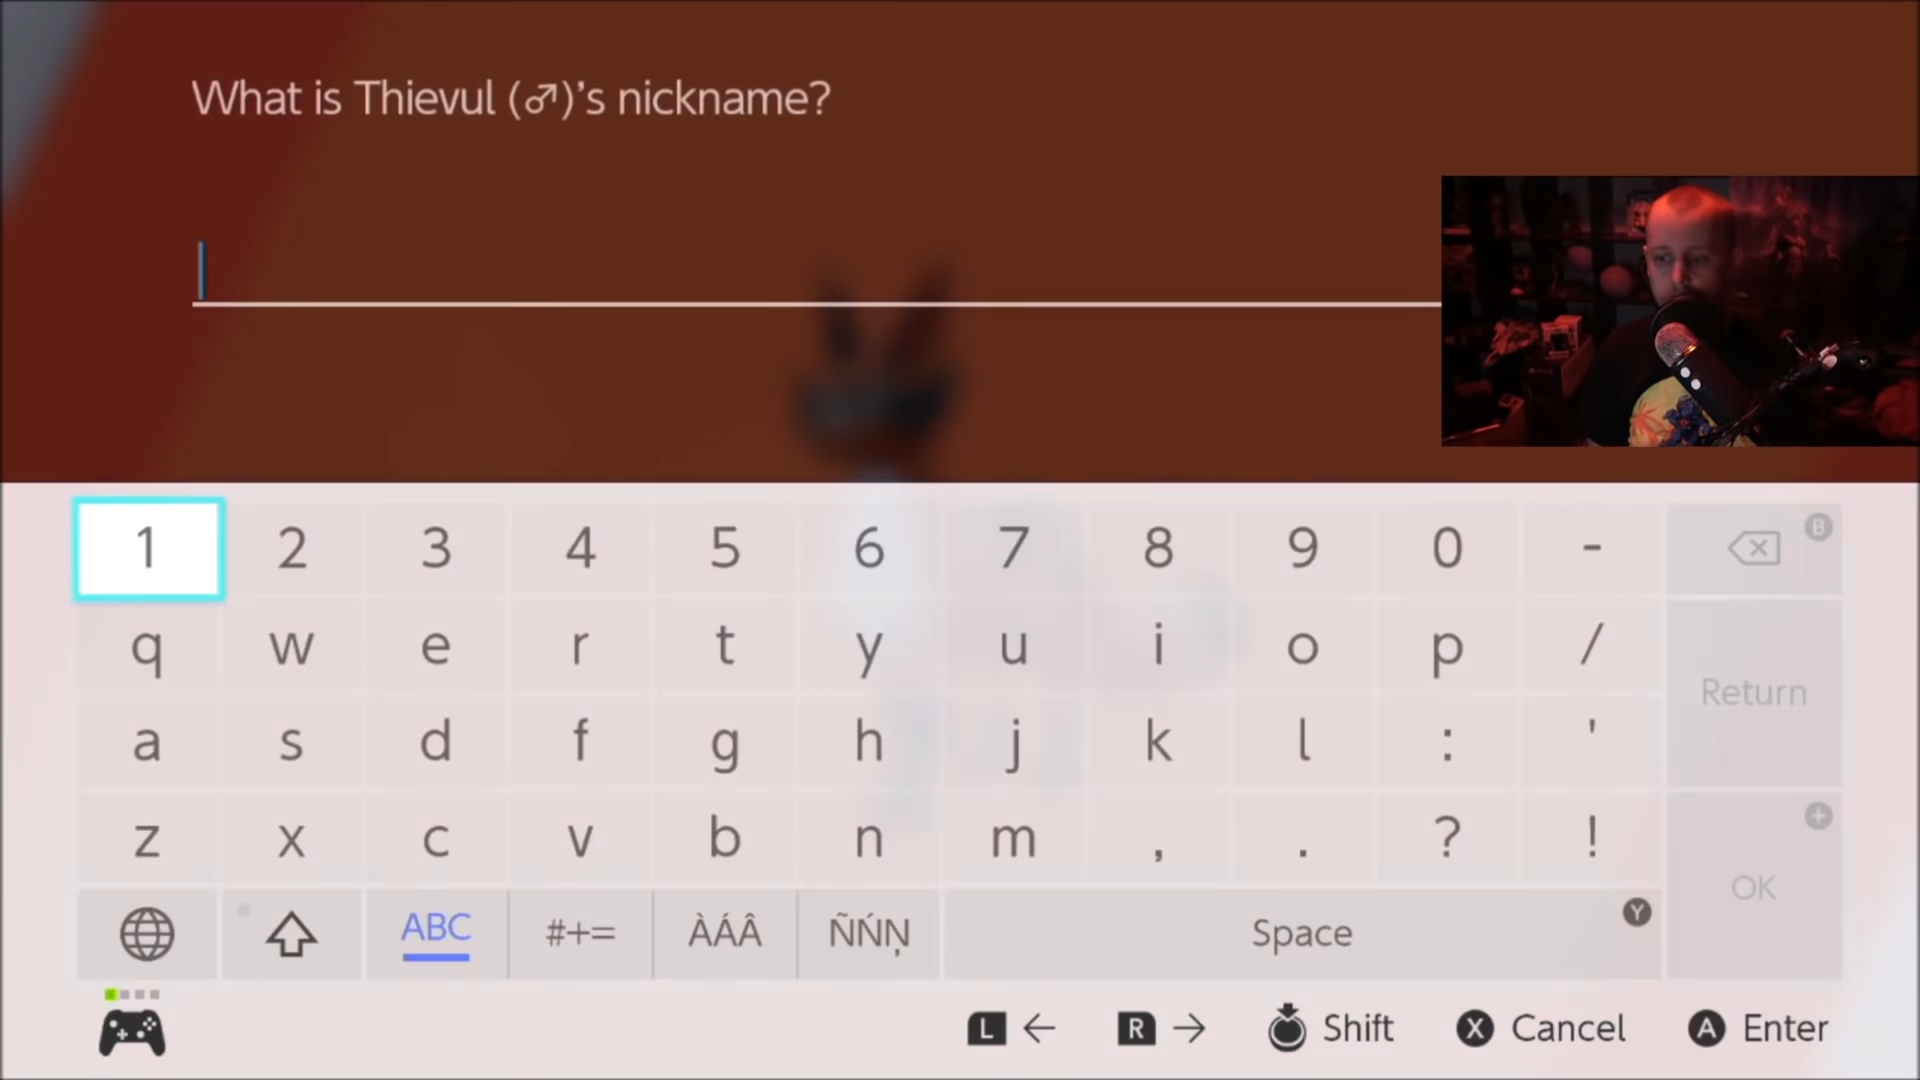 What is Thievul (♂)'s nickname?
1 2 3 4 5 6 7 8 9 0 - B
q w e r t y u i o p / Return
a s d f g h j k l : '
z x c v b n m , . ? ! + OK
ABC #+= ÀÁÂ ÑŃŅ Space Y
L ← R → Shift X Cancel A Enter